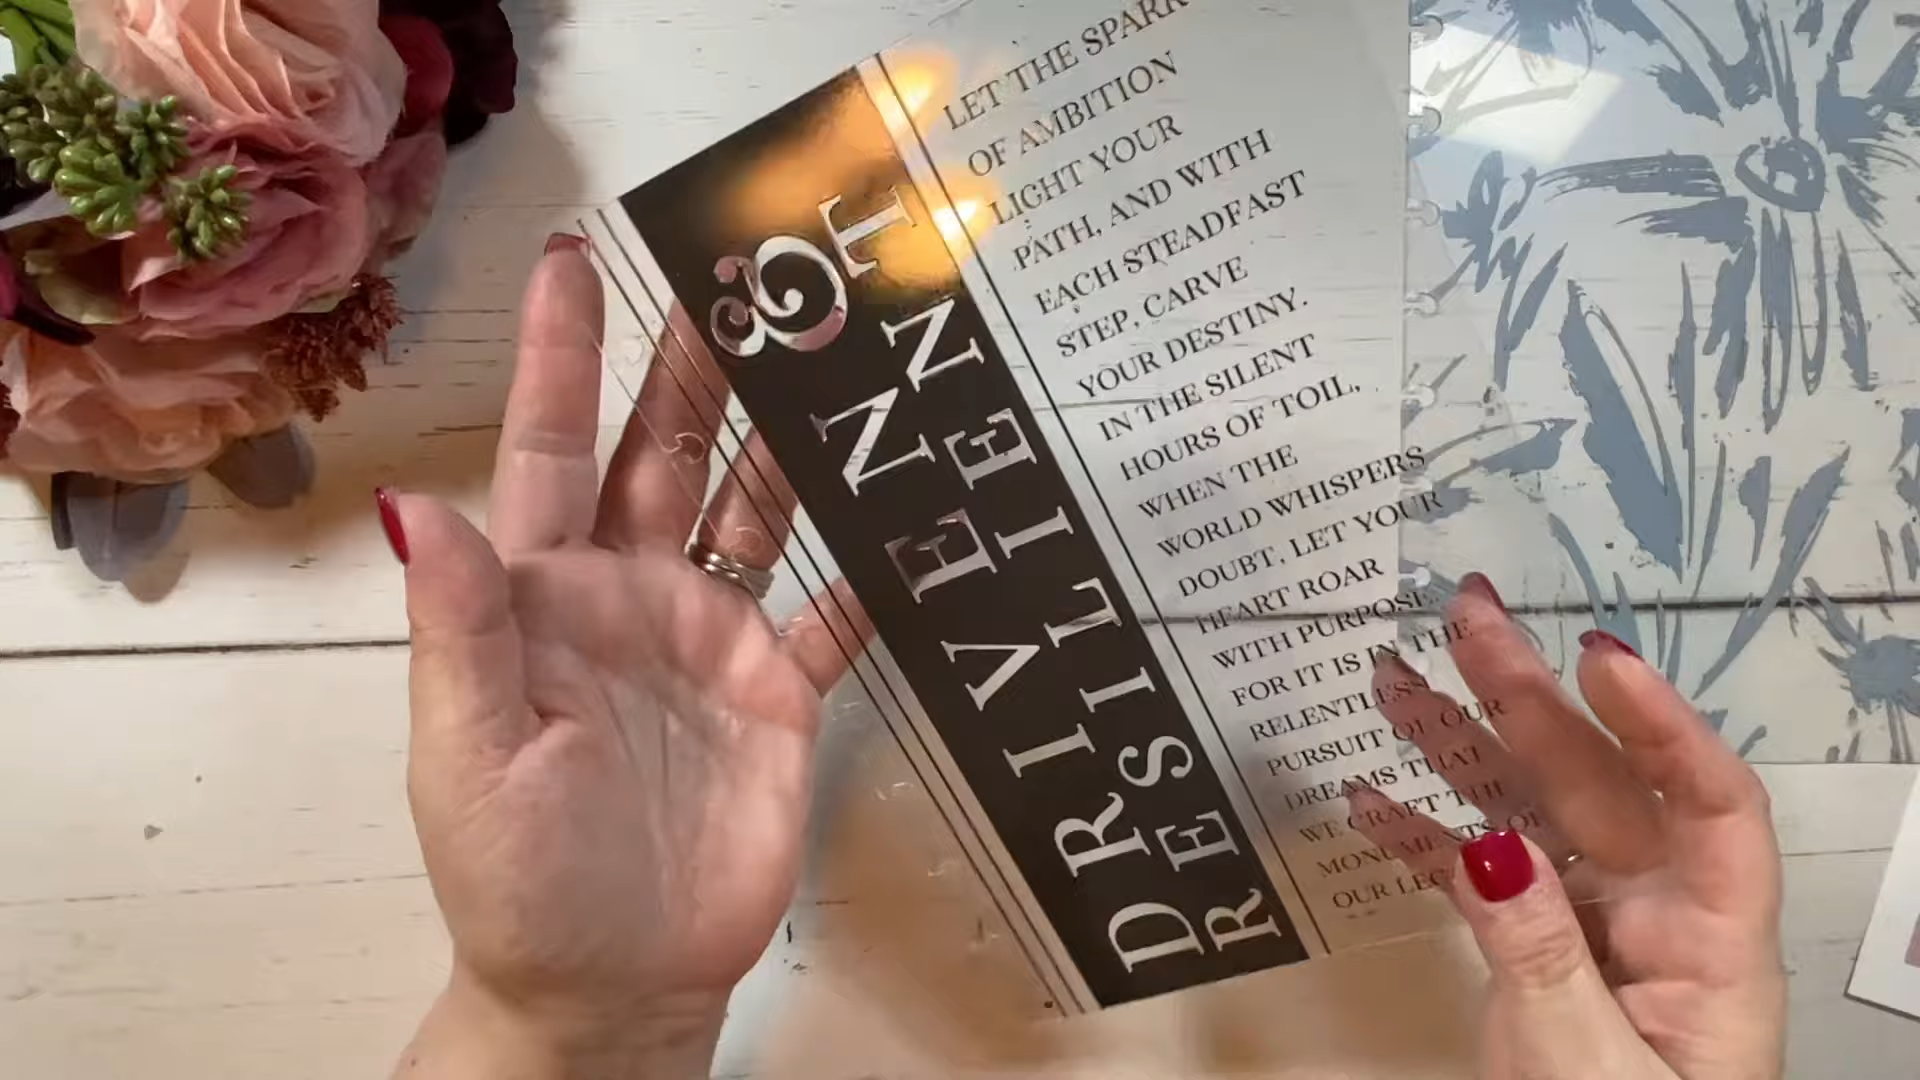 DRIVEN &
RESILIENT
LET THE SPARK
OF AMBITION
LIGHT YOUR
PATH, AND WITH
EACH STEADFAST
STEP, CARVE
YOUR DESTINY.
IN THE SILENT
HOURS OF TOIL,
WHEN THE
WORLD WHISPERS
DOUBT, LET YOUR
HEART ROAR
WITH PURPOSE.
FOR IT IS IN THE
RELENTLESS
PURSUIT OF OUR
DREAMS THAT
WE CRAFT THE
MONUMENTS OF
OUR